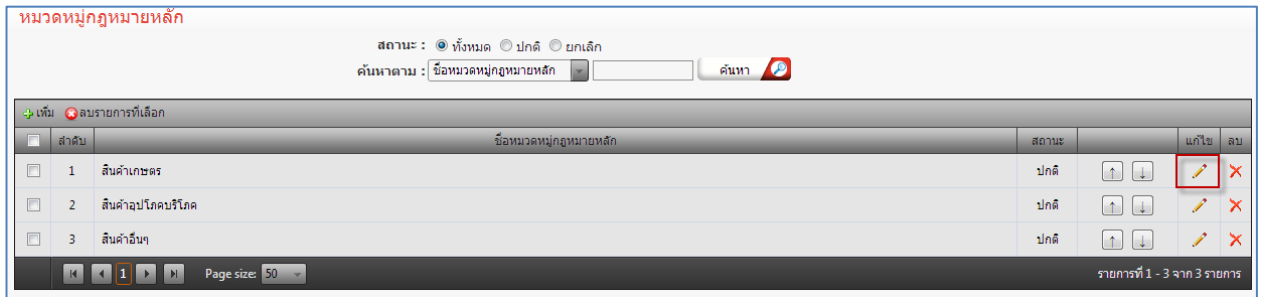 หมวดหมู่กฎหมายหลัก
สถานะ : ทั้งหมด ปกติ ยกเลิก
ค้นหาตาม : ชื่อหมวดหมู่กฎหมายหลัก ค้นหา
เพิ่ม ลบรายการที่เลือก
ลำดับ ชื่อหมวดหมู่กฎหมายหลัก สถานะ แก้ไข ลบ
1 สินค้าเกษตร ปกติ
2 สินค้าอุปโภคบริโภค ปกติ
3 สินค้าอื่นๆ ปกติ
1 Page size: 50 รายการที่ 1 - 3 จาก 3 รายการ